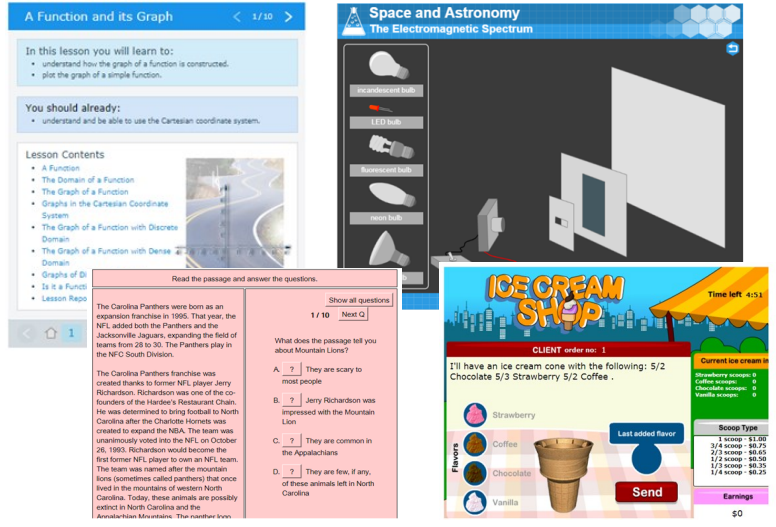 A Function and its Graph
1/10
In this lesson you will learn to:
understand how the graph of a function is constructed.
plot the graph of a simple function.
You should already:
understand and be able to use the Cartesian coordinate system.
Lesson Contents
A Function
The Domain of a Function
The Graph of a Function
Graphs in the Cartesian Coordinate
System
The Graph of a Function with Discrete
Domain
The Graph of a Function with Dense
Domain
Graphs of Di
Is it a Functi
Lesson Repo
1
Space and Astronomy
The Electromagnetic Spectrum
incandescent bulb
LED bulb
fluorescent bulb
neon bulb
Read the passage and answer the questions.
The Carolina Panthers were born as an
expansion franchise in 1995. That year, the
NFL added both the Panthers and the
Jacksonville Jaguars, expanding the field of
teams from 28 to 30. The Panthers play in
the NFC South Division.
The Carolina Panthers franchise was
created thanks to former NFL player Jerry
Richardson. Richardson was one of the co-
founders of the Hardee's Restaurant Chain.
He was determined to bring football to North
Carolina after the Charlotte Hornets was
created to expand the NBA. The team was
unanimously voted into the NFL on October
26, 1993. Richardson would become the
first former NFL player to own an NFL team.
The team was named after the mountain
lions (sometimes called panthers) that once
lived in the mountains of western North
Carolina. Today, these animals are possibly
extinct in North Carolina and the
Appalachian Mountains. The panther logo
Show all questions
1 / 10 Next Q
What does the passage tell you
about Mountain Lions?
A. ? They are scary to
most people
B. ? Jerry Richardson was
impressed with the Mountain
Lion
C. ? They are common in
the Appalachians
D. ? They are few, if any,
of these animals left in North
Carolina
ICE CREAM
SHOP
Time left 4:51
CLIENT order no: 1
I'll have an ice cream cone with the following: 5/2
Chocolate 5/3 Strawberry 5/2 Coffee .
Flavors
Strawberry
Coffee
Chocolate
Vanilla
Last added flavor
Send
Current ice cream in
Strawberry scoops: 0
Coffee scoops: 0
Chocolate scoops: 0
Vanilla scoops: 0
Scoop Type
1 scoop - $1.00
3/4 scoop - $0.75
2/3 scoop - $0.65
1/2 scoop - $0.50
1/3 scoop - $0.35
1/4 scoop - $0.25
Earnings
$0